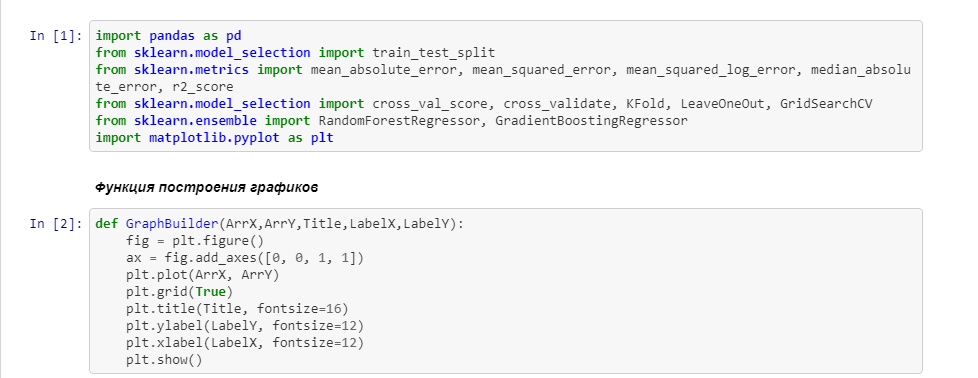 In [1]: import pandas as pd
from sklearn.model_selection import train_test_split
from sklearn.metrics import mean_absolute_error, mean_squared_error, mean_squared_log_error, median_absolu
te_error, r2_score
from sklearn.model_selection import cross_val_score, cross_validate, KFold, LeaveOneOut, GridSearchCV
from sklearn.ensemble import RandomForestRegressor, GradientBoostingRegressor
import matplotlib.pyplot as plt
Функция построения графиков
In [2]: def GraphBuilder(ArrX,ArrY,Title,LabelX,LabelY):
    fig = plt.figure()
    ax = fig.add_axes([0, 0, 1, 1])
    plt.plot(ArrX, ArrY)
    plt.grid(True)
    plt.title(Title, fontsize=16)
    plt.ylabel(LabelY, fontsize=12)
    plt.xlabel(LabelX, fontsize=12)
    plt.show()